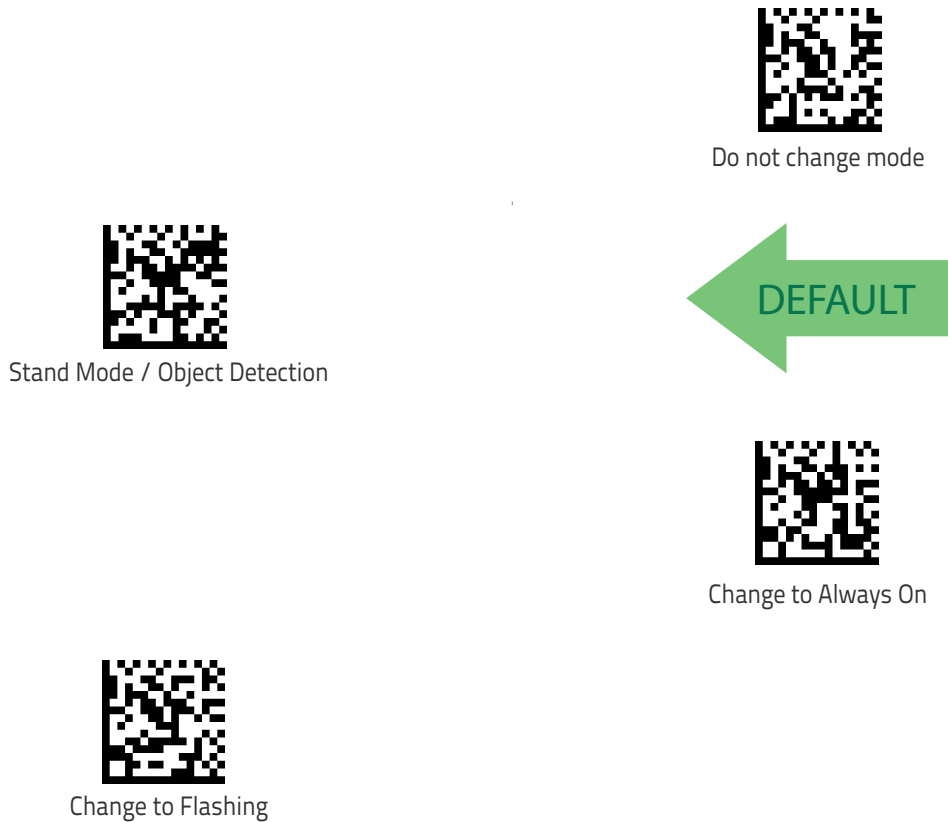 Do not change mode
DEFAULT
Stand Mode / Object Detection
Change to Always On
Change to Flashing